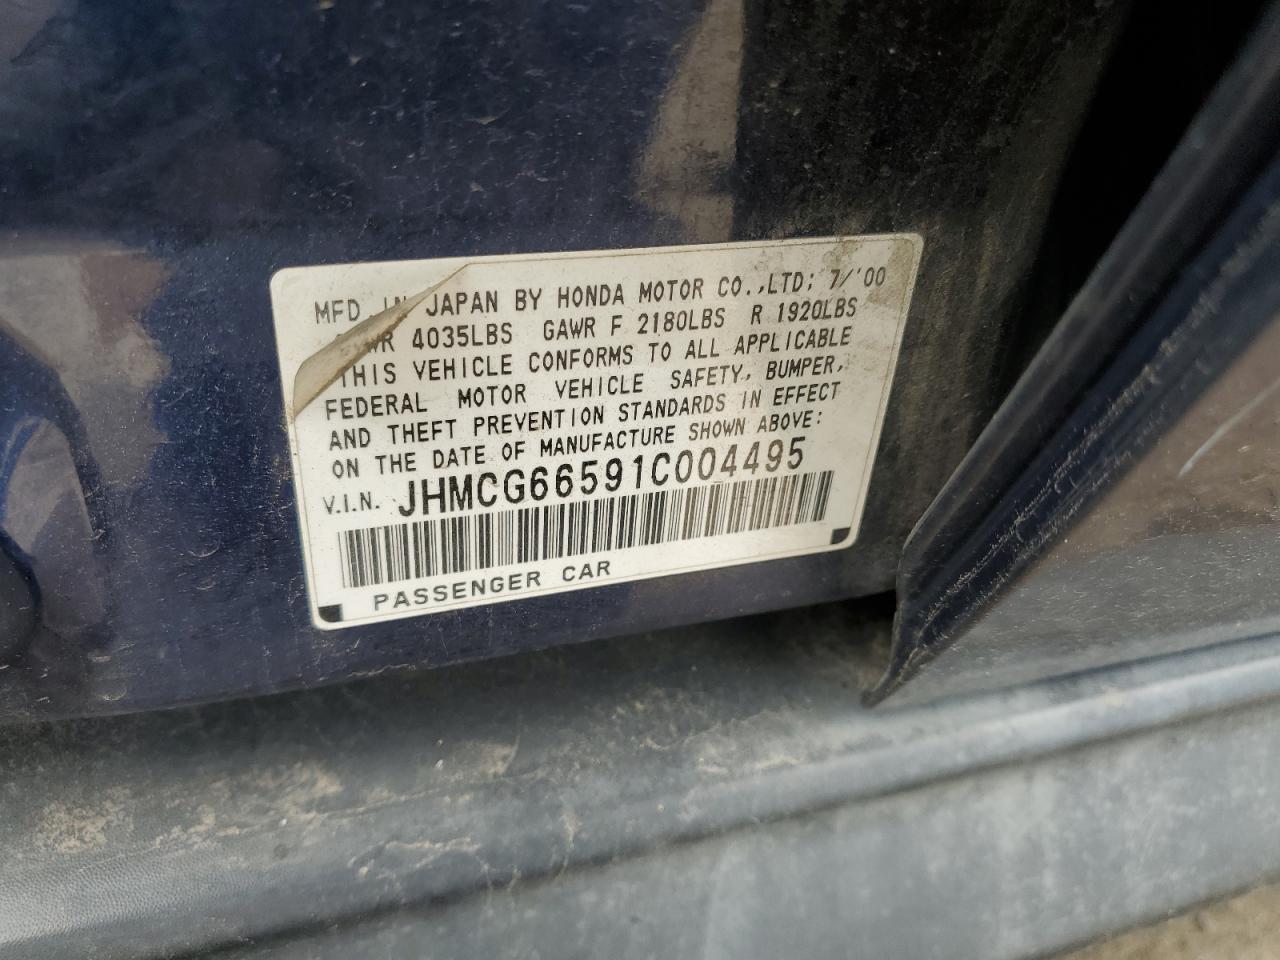 MFD. IN JAPAN BY HONDA MOTOR CO.,LTD; 7/'00
4035LBS GAWR F 2180LBS R 1920LBS
THIS VEHICLE CONFORMS TO ALL APPLICABLE
FEDERAL MOTOR VEHICLE SAFETY, BUMPER,
AND THEFT PREVENTION STANDARDS IN EFFECT
ON THE DATE OF MANUFACTURE SHOWN ABOVE:
V.I.N. JHMCG66591C004495
PASSENGER CAR